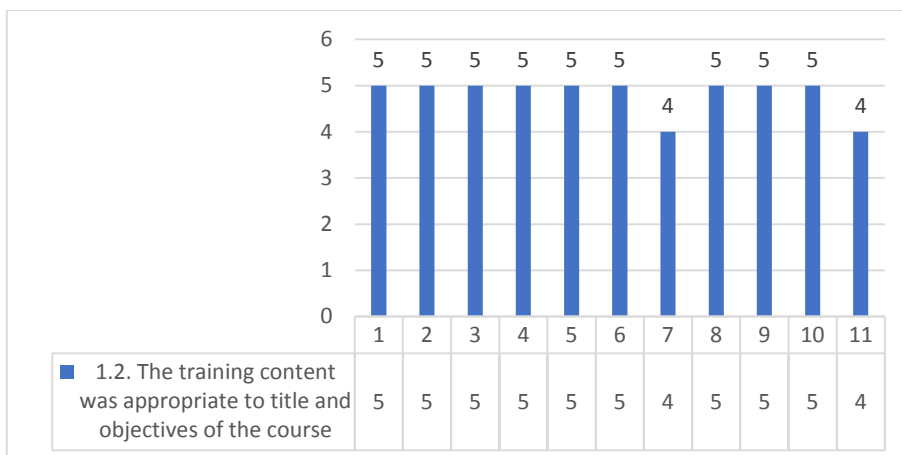 6
5 5 5 5 5 5 5 5 5
5
4 4
4
3
2
1
0
1 2 3 4 5 6 7 8 9 10 11
1.2. The training content
was appropriate to title and 5 5 5 5 5 5 4 5 5 5 4
objectives of the course